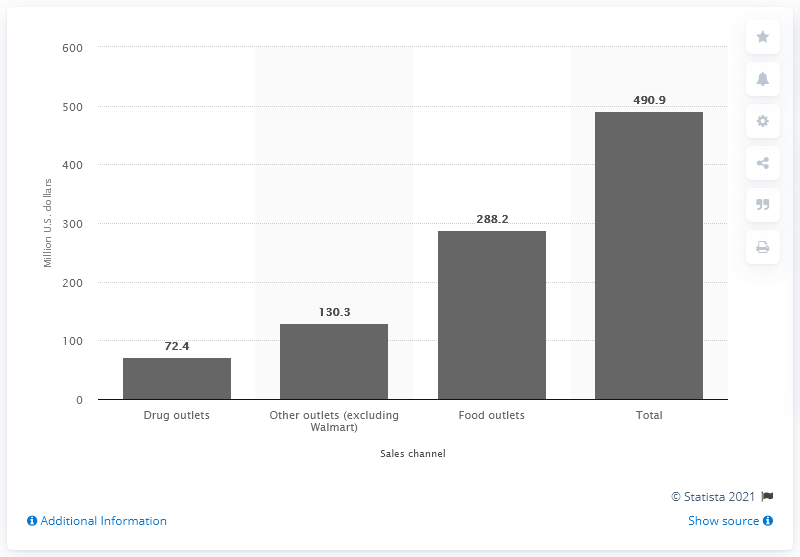 600
500
400
300
200
100
0
Million U.S. dollars
72.4
130.3
288.2
490.9
Drug outlets
Other outlets (excluding
Walmart)
Food outlets
Total
Sales channel
© Statista 2021
Additional Information
Show source